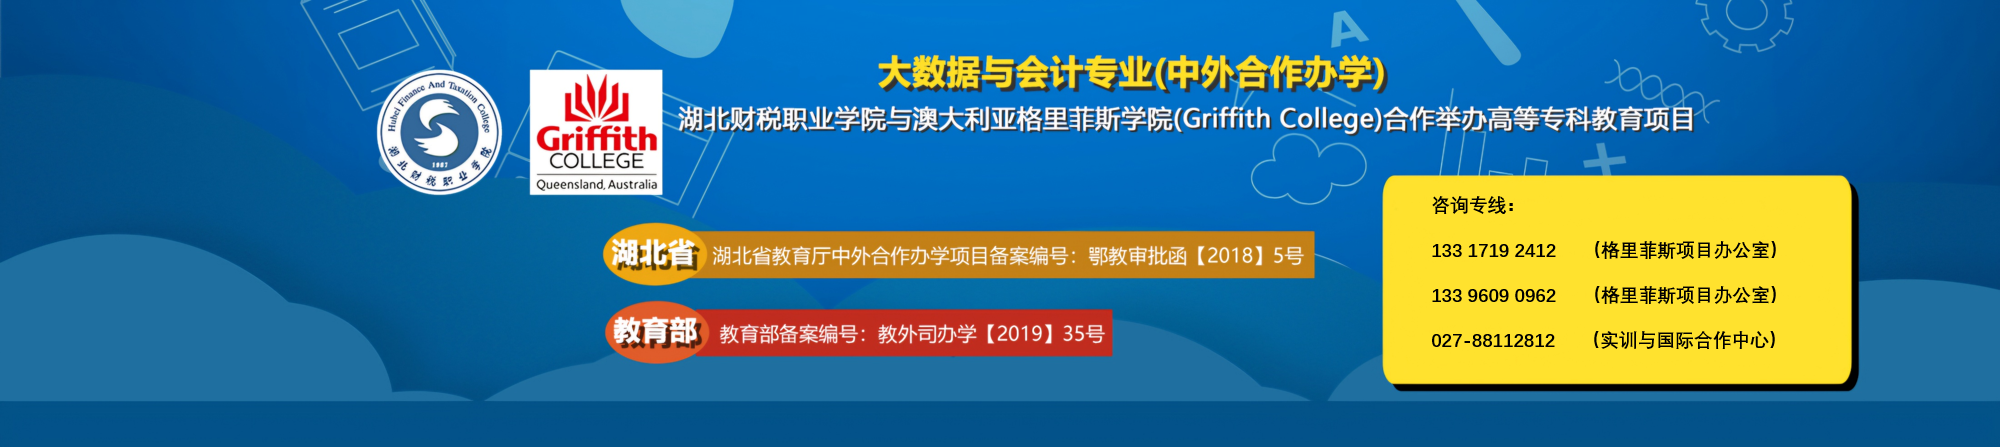 大数据与会计专业(中外合作办学)
湖北财税职业学院与澳大利亚格里菲斯学院(Griffith College)合作举办高等专科教育项目
Hubei Finance And Taxation College
1981
湖北财税职业学院
Griffith
COLLEGE
Queensland, Australia
湖北省 湖北省教育厅中外合作办学项目备案编号：鄂教审批函【2018】5号
教育部 教育部备案编号：教外司办学【2019】35号
咨询专线：
133 1719 2412 （格里菲斯项目办公室）
133 9609 0962 （格里菲斯项目办公室）
027-88112812 （实训与国际合作中心）